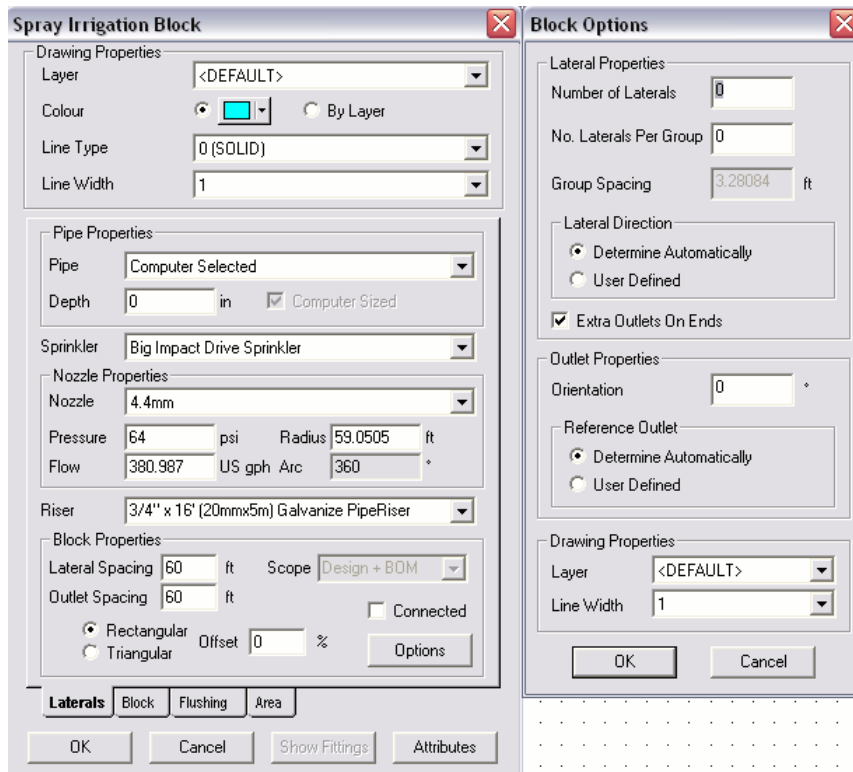 Spray Irrigation Block
Drawing Properties
Layer <DEFAULT>
Colour By Layer
Line Type 0 (SOLID)
Line Width 1
Pipe Properties
Pipe Computer Selected
Depth 0 in Computer Sized
Sprinkler Big Impact Drive Sprinkler
Nozzle Properties
Nozzle 4.4mm
Pressure 64 psi Radius 59.0505 ft
Flow 380.987 US gph Arc 360 °
Riser 3/4" x 16' (20mmx5m) Galvanize PipeRiser
Block Properties
Lateral Spacing 60 ft Scope Design + BOM
Outlet Spacing 60 ft
Connected
Rectangular
Triangular
Offset 0 %
Options
Laterals Block Flushing Area
OK Cancel Show Fittings Attributes
Block Options
Lateral Properties
Number of Laterals 0
No. Laterals Per Group 0
Group Spacing 3.28084 ft
Lateral Direction
Determine Automatically
User Defined
Extra Outlets On Ends
Outlet Properties
Orientation 0 °
Reference Outlet
Determine Automatically
User Defined
Drawing Properties
Layer <DEFAULT>
Line Width 1
OK Cancel